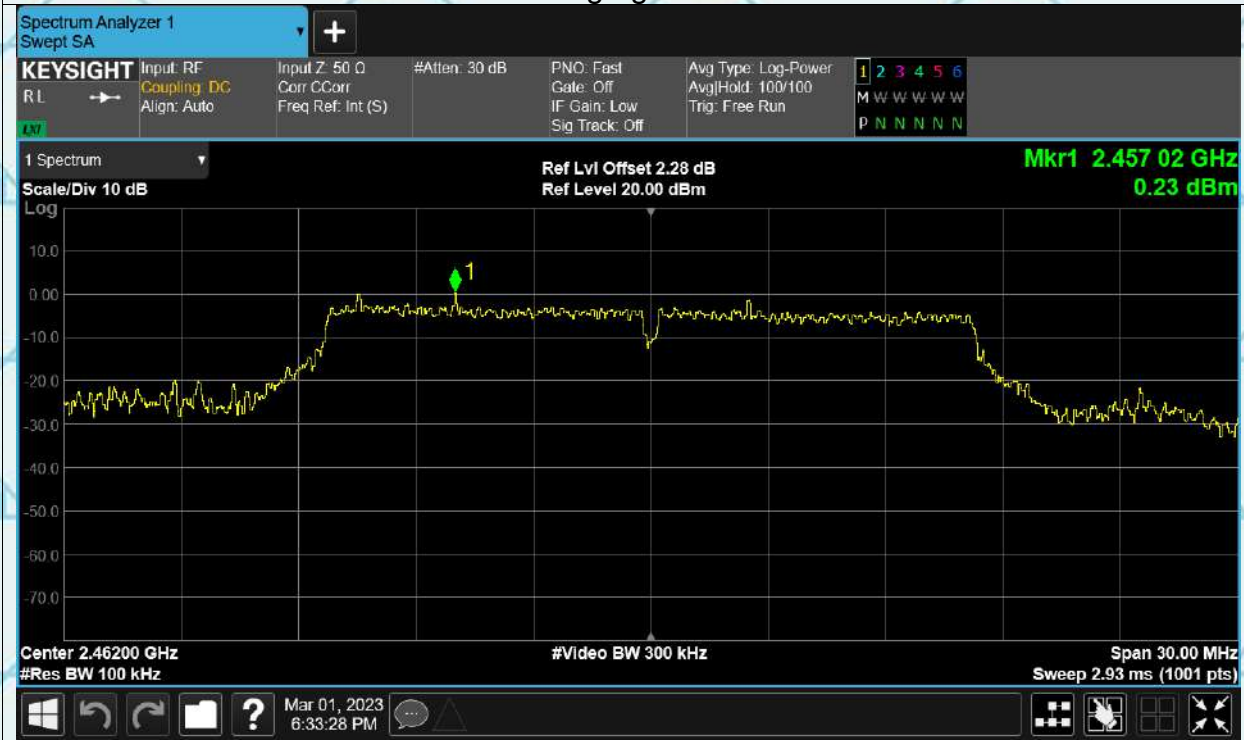 Spectrum Analyzer 1
Swept SA
+
KEYSIGHT
RL
LXI
Input: RF
Coupling: DC
Align: Auto
Input Z: 50 Ω
Corr CCorr
Freq Ref: Int (S)
#Atten: 30 dB
PNO: Fast
Gate: Off
IF Gain: Low
Sig Track: Off
Avg Type: Log-Power
Avg|Hold: 100/100
Trig: Free Run
1 2 3 4 5 6
M W W W W W
P N N N N N
1 Spectrum
Scale/Div 10 dB
Log
Ref Lvl Offset 2.28 dB
Ref Level 20.00 dBm
Mkr1 2.457 02 GHz
0.23 dBm
10.0
0.00
-10.0
-20.0
-30.0
-40.0
-50.0
-60.0
-70.0
1
Center 2.46200 GHz
#Res BW 100 kHz
#Video BW 300 kHz
Span 30.00 MHz
Sweep 2.93 ms (1001 pts)
?
Mar 01, 2023
6:33:28 PM